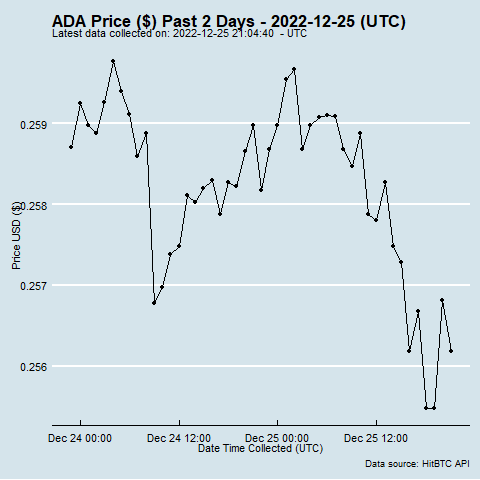 ADA Price ($) Past 2 Days - 2022-12-25 (UTC)
Latest data collected on: 2022-12-25 21:04:40  - UTC
0.259
0.258
0.257
0.256
Price USD ($)
Dec 24 00:00 Dec 24 12:00 Dec 25 00:00 Dec 25 12:00
Date Time Collected (UTC)
Data source: HitBTC API